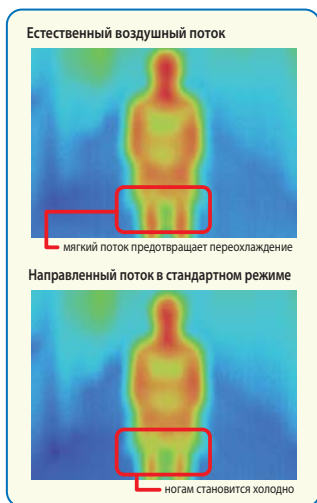 Естественный воздушный поток
мягкий поток предотвращает переохлаждение
Направленный поток в стандартном режиме
ногам становится холодно